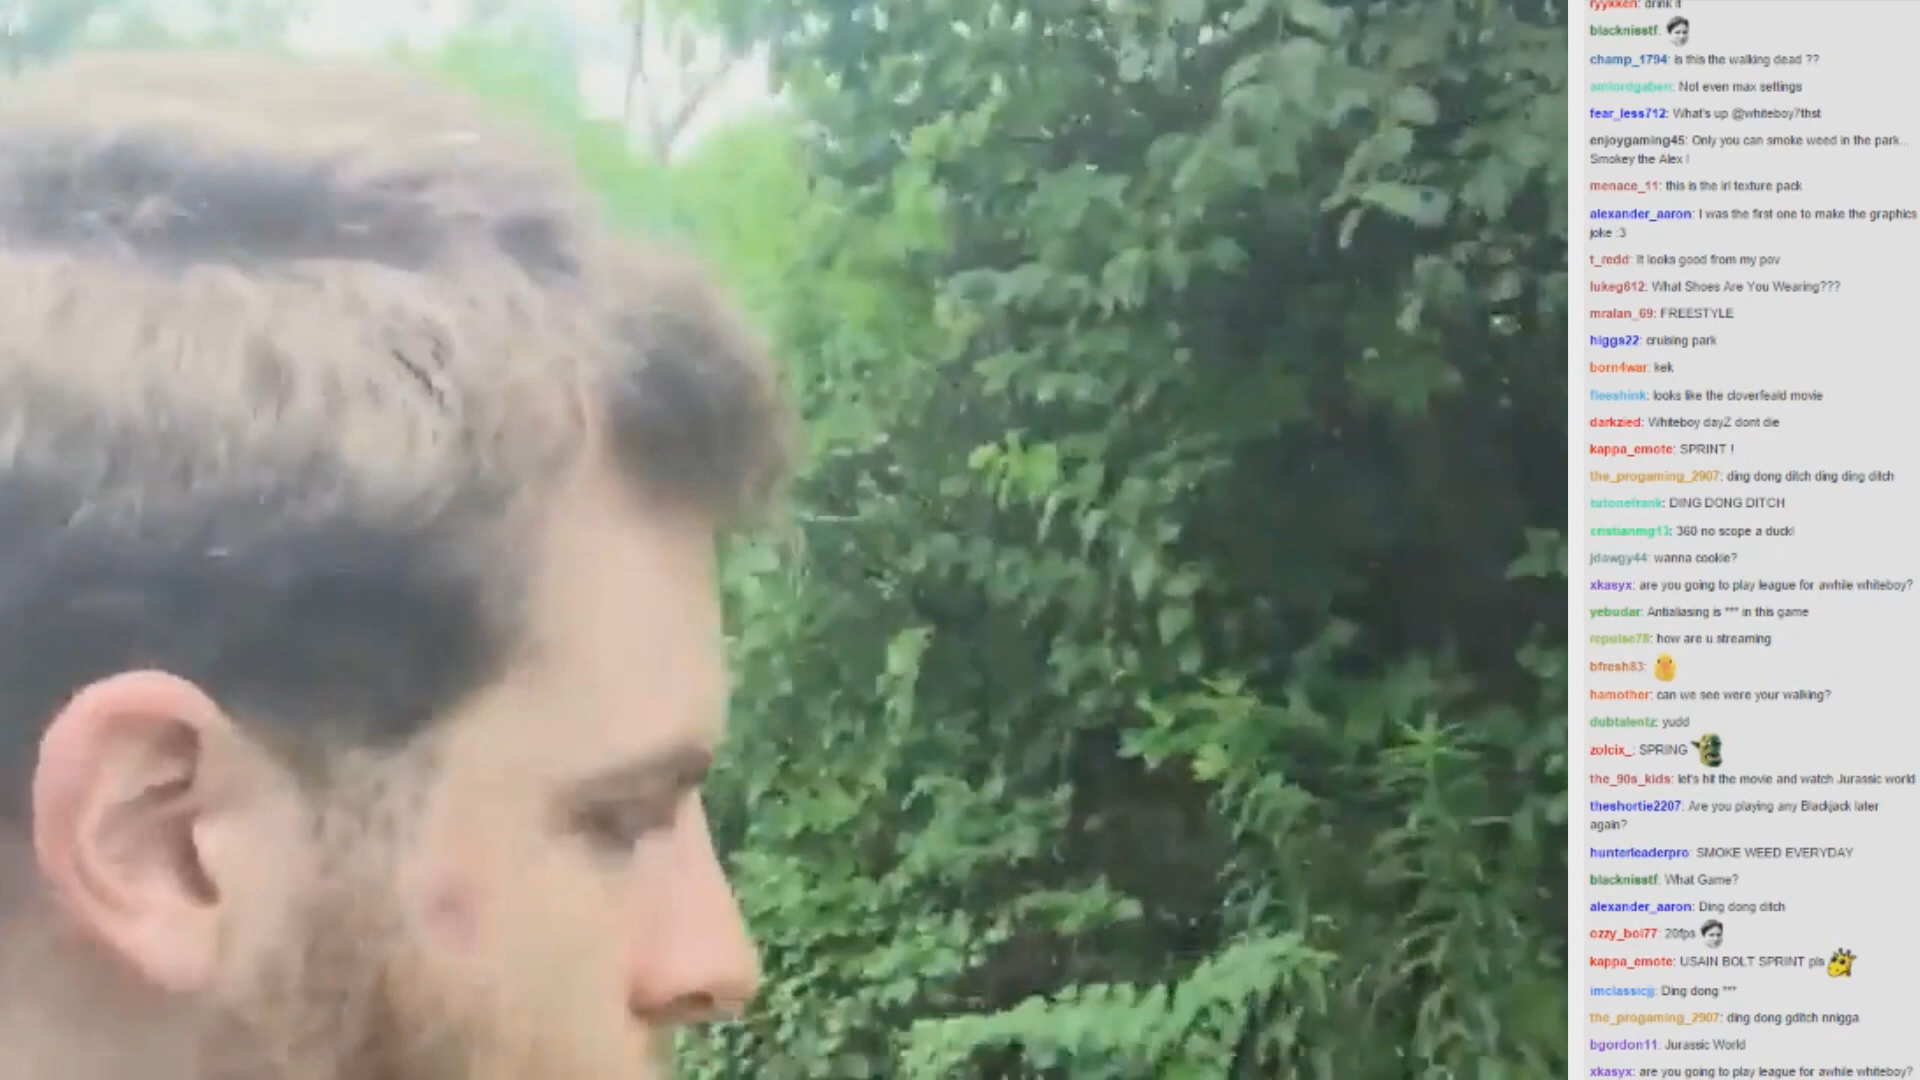 ryykken: drink it
blacknisstf:
champ_1794: is this the walking dead ??
amlordgaben: Not even max settings
fear_less712: What's up @whiteboy7thst
enjoygaming45: Only you can smoke weed in the park...
Smokey the Alex !
menace_11: this is the irl texture pack
alexander_aaron: I was the first one to make the graphics
joke :3
t_redd: It looks good from my pov
lukeg612: What Shoes Are You Wearing???
mralan_69: FREESTYLE
higgs22: cruising park
born4war: kek
fleeshink: looks like the cloverfeald movie
darkzied: Whiteboy dayZ dont die
kappa_emote: SPRINT !
the_progaming_2907: ding dong ditch ding ding ditch
tutonefrank: DING DONG DITCH
cristianmg13: 360 no scope a duck!
jdawgy44: wanna cookie?
xkasyx: are you going to play league for awhile whiteboy?
yebudar: Antialiasing is *** in this game
repulse78: how are u streaming
bfresh83:
hamother: can we see were your walking?
dubtalentz: yudd
zolcix_: SPRING
the_90s_kids: let's hit the movie and watch Jurassic world
theshortie2207: Are you playing any Blackjack later
again?
hunterleaderpro: SMOKE WEED EVERYDAY
blacknisstf: What Game?
alexander_aaron: Ding dong ditch
ozzy_boi77: 20fps
kappa_emote: USAIN BOLT SPRINT pls
imclassicjj: Ding dong ***
the_progaming_2907: ding dong gditch nnigga
bgordon11: Jurassic World
xkasyx: are you going to play league for awhile whiteboy?